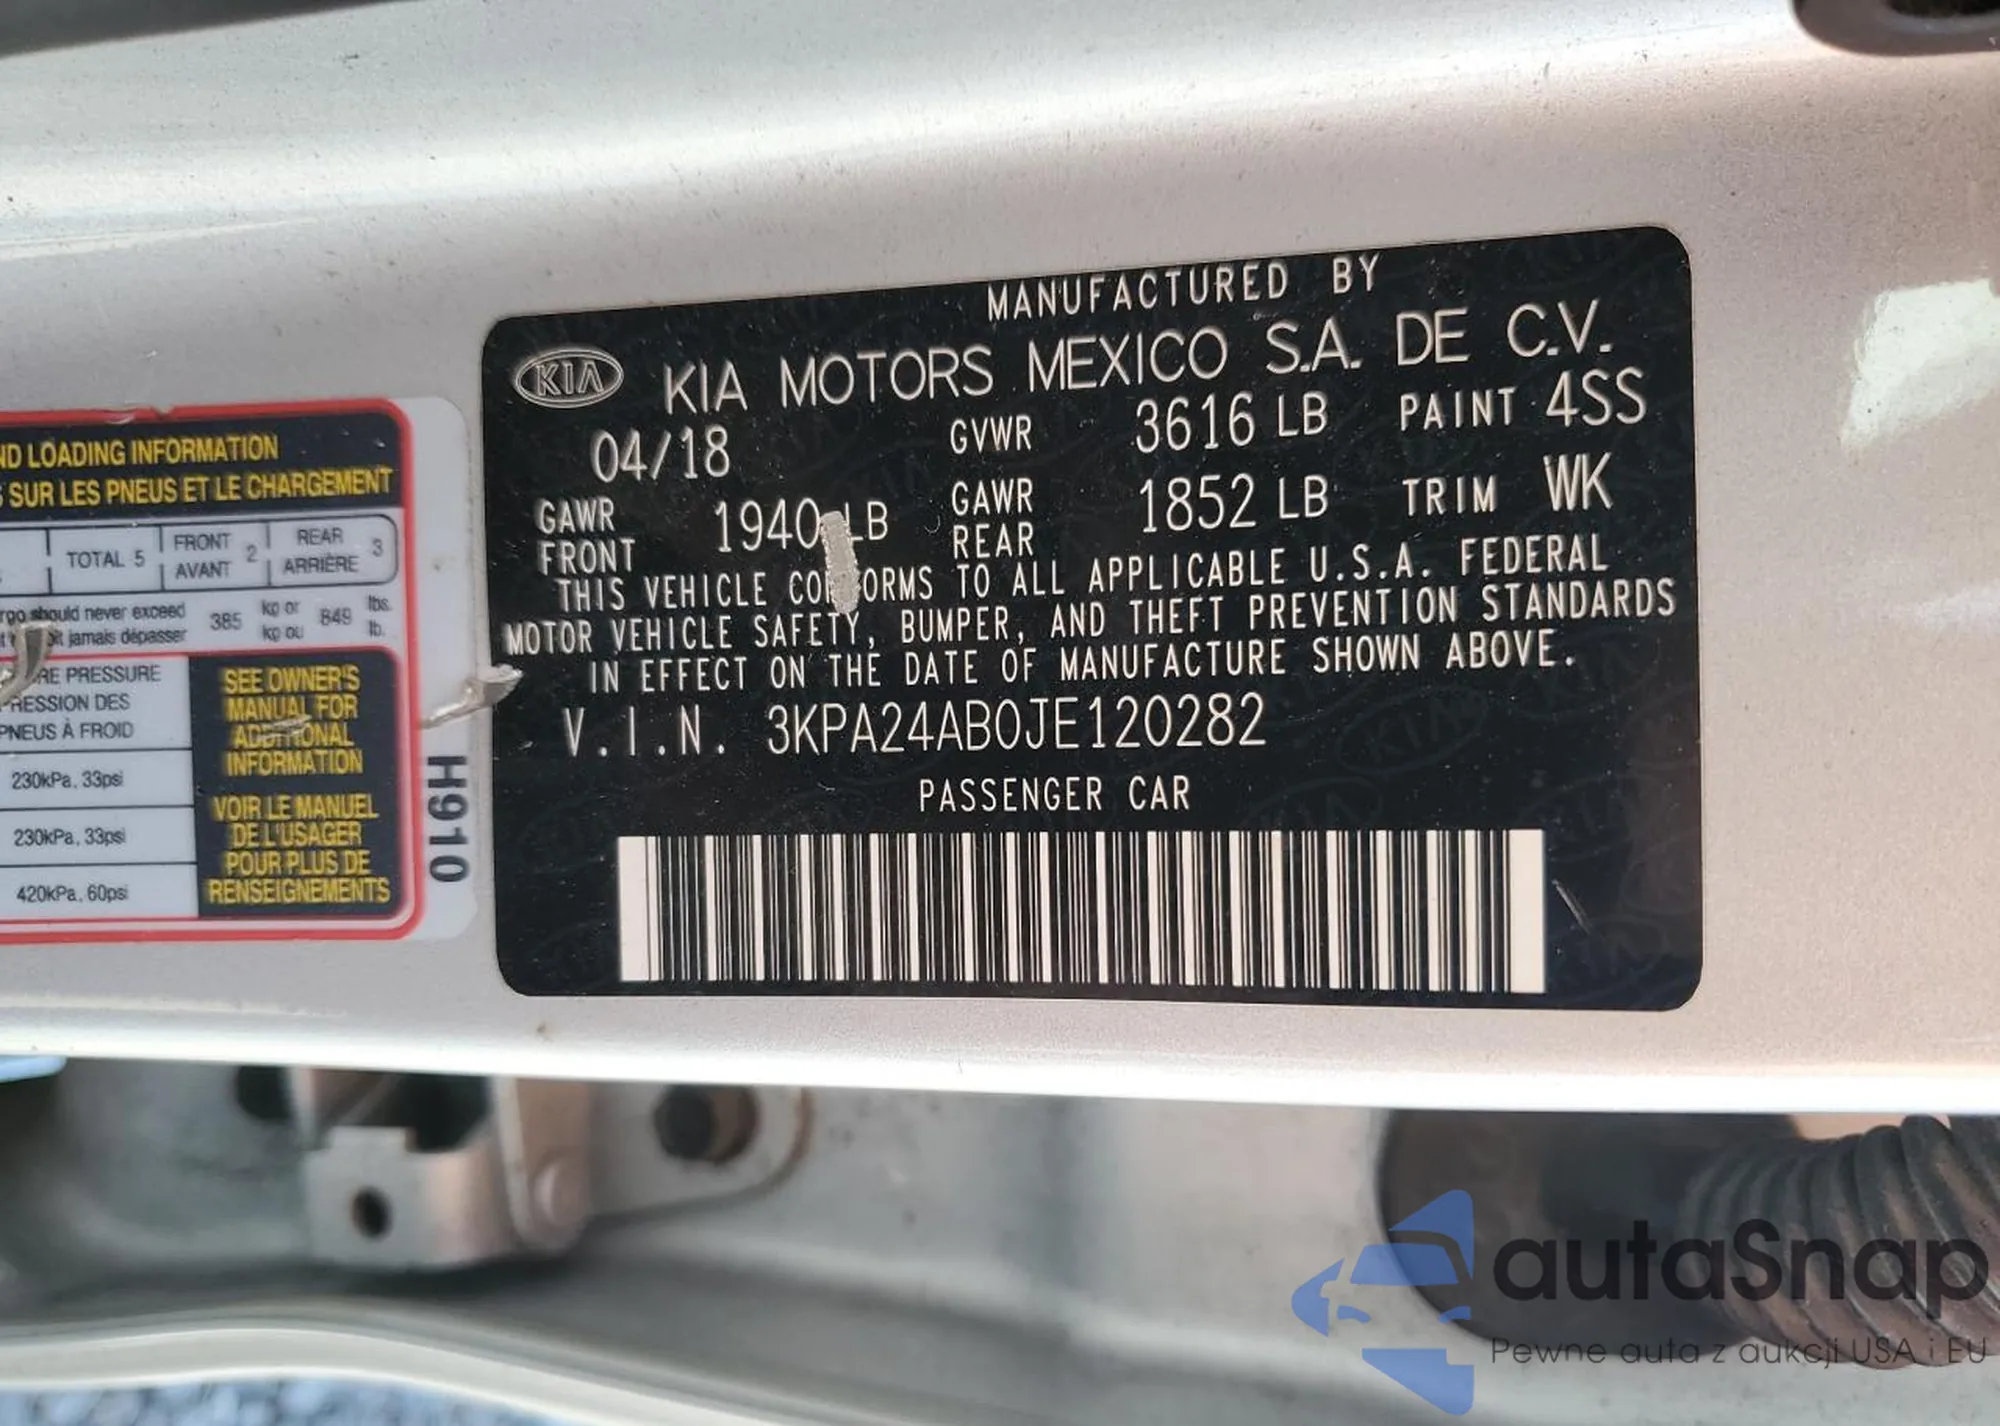 MANUFACTURED BY
KIA KIA MOTORS MEXICO S.A. DE C.V.
04/18 GVWR 3616 LB PAINT 4SS
GAWR FRONT 1940 LB GAWR REAR 1852 LB TRIM WK
THIS VEHICLE CONFORMS TO ALL APPLICABLE U.S.A. FEDERAL
MOTOR VEHICLE SAFETY, BUMPER, AND THEFT PREVENTION STANDARDS
IN EFFECT ON THE DATE OF MANUFACTURE SHOWN ABOVE.
V.I.N. 3KPA24AB0JE120282
PASSENGER CAR
LOADING INFORMATION
SUR LES PNEUS ET LE CHARGEMENT
TOTAL 5 FRONT AVANT 2 REAR ARRIÈRE 3
should never exceed 385 kg or 849 lbs.
jamais dépasser kg ou lb.
PRESSURE
DES
PNEUS À FROID
230kPa, 33psi
230kPa, 33psi
420kPa, 60psi
SEE OWNER'S
MANUAL FOR
ADDITIONAL
INFORMATION
VOIR LE MANUEL
DE L'USAGER
POUR PLUS DE
RENSEIGNEMENTS
H910
autaSnap
Pewne auta z aukcji USA i EU